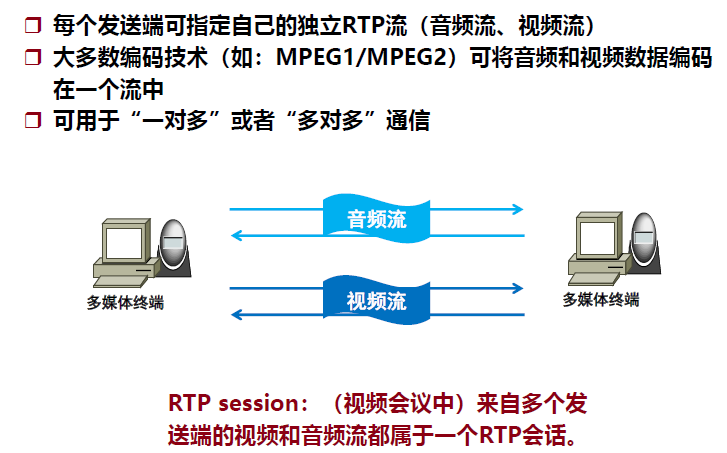 每个发送端可指定自己的独立RTP流（音频流、视频流）
大多数编码技术（如：MPEG1/MPEG2）可将音频和视频数据编码
在一个流中
可用于“一对多”或者“多对多”通信
音频流
视频流
多媒体终端
多媒体终端
RTP session：（视频会议中）来自多个发
送端的视频和音频流都属于一个RTP会话。